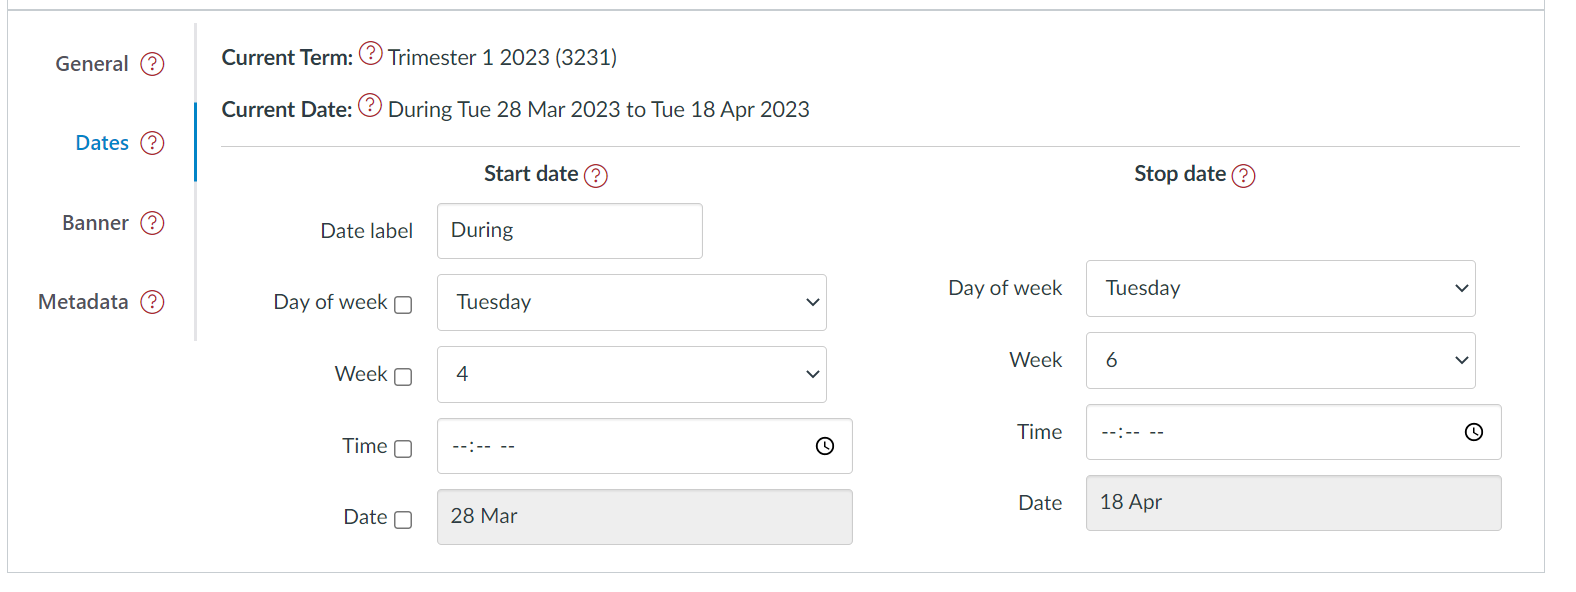 General ?
Dates ?
Banner ?
Metadata ?
Current Term: ? Trimester 1 2023 (3231)
Current Date: ? During Tue 28 Mar 2023 to Tue 18 Apr 2023
Start date ?
Date label During
Day of week Tuesday
Week 4
Time --:-- --
Date 28 Mar
Stop date ?
Day of week Tuesday
Week 6
Time --:-- --
Date 18 Apr